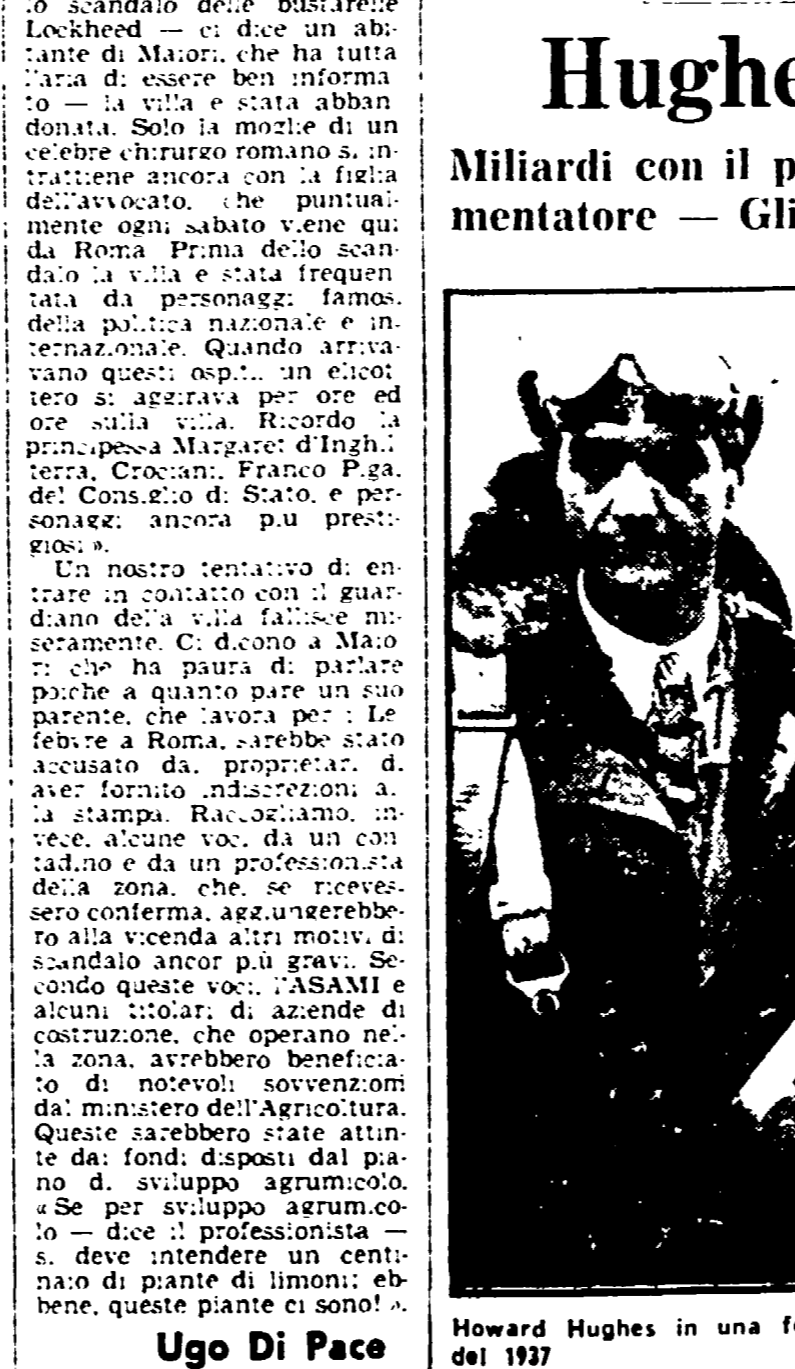 lo scandalo delle bustarelle
Lockheed — ci dice un abi-
tante di Maiori, che ha tutta
l'aria di essere ben informa
to — la villa e stata abban
donata. Solo la moglie di un
celebre chirurgo romano si in-
trattiene ancora con la figlia
dell'avvocato, che puntual-
mente ogni sabato viene qui
da Roma Prima dello scan-
dalo la villa e stata frequen
tata da personaggi famosi
della politica nazionale e in-
ternazionale. Quando arriva-
vano questi ospiti, un elicot
tero si aggirava per ore ed
ore sulla villa. Ricordo la
principessa Margaret d'Inghil
terra, Crociani, Franco Piga,
del Consiglio di Stato, e per-
sonaggi ancora piu presti-
giosi ».
Un nostro tentativo di en-
trare in contatto con il guar-
diano della villa fallisce mi-
seramente. Ci dicono a Maio
ri che ha paura di parlare
poiche a quanto pare un suo
parente, che lavora per i Le
febvre a Roma, sarebbe stato
accusato dai proprietari di
aver fornito indiscrezioni al
la stampa. Raccogliamo, in-
vece, alcune voci da un con
tadino e da un professionista
della zona, che, se riceves-
sero conferma, aggiungerebbe-
ro alla vicenda altri motivi di
scandalo ancor più gravi. Se-
condo queste voci, l'ASAMI e
alcuni titolari di aziende di
costruzione, che operano nel-
la zona, avrebbero beneficia-
to di notevoli sovvenzioni
dal ministero dell'Agricoltura.
Queste sarebbero state attin-
te dai fondi disposti dal pia-
no di sviluppo agrumicolo.
« Se per sviluppo agrumico-
lo — dice il professionista —
si deve intendere un centi-
naio di piante di limoni; eb-
bene, queste piante ci sono! ».
Ugo Di Pace
Hughe
Miliardi con il p
mentatore — Gli
Howard Hughes in una fo
del 1937